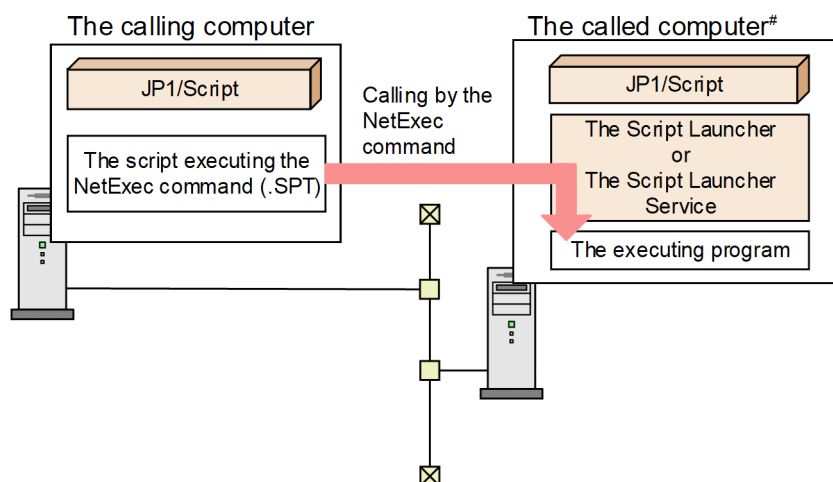 The calling computer
The called computer#
JP1/Script
JP1/Script
Calling by the
NetExec
command
The script executing the
NetExec command (.SPT)
The Script Launcher
or
The Script Launcher
Service
The executing program